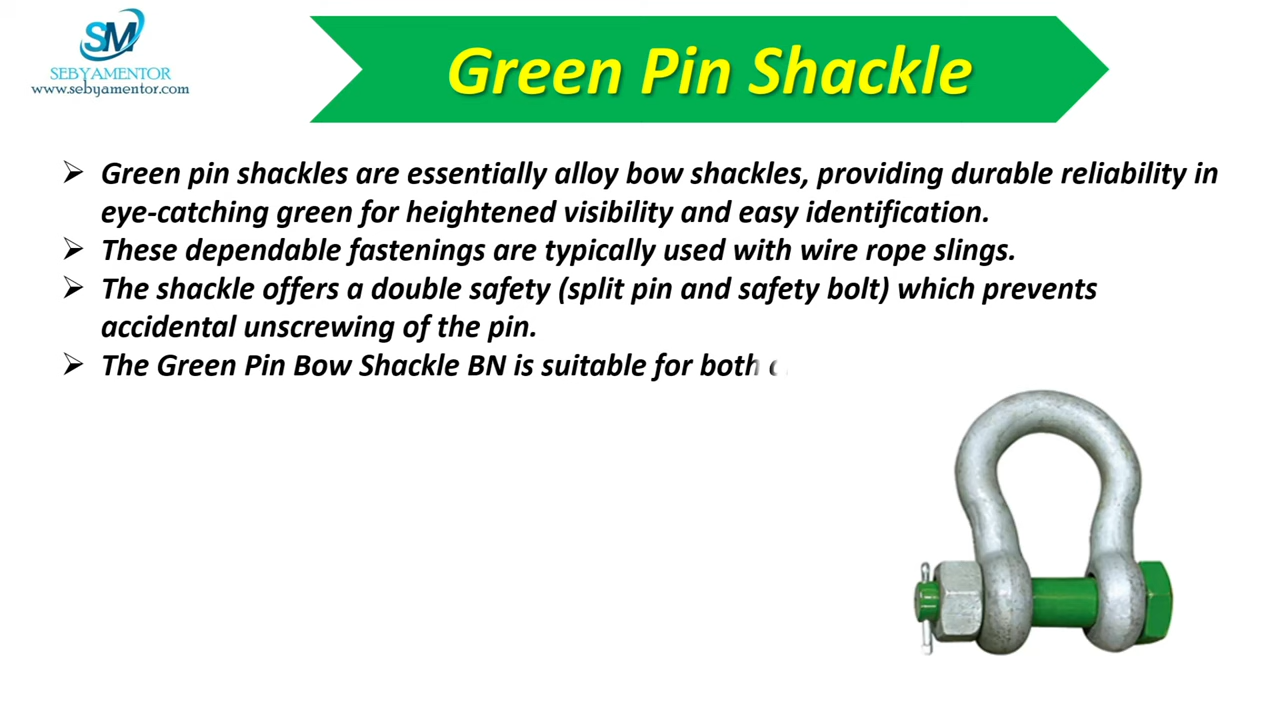 SM
SEBYAMENTOR
www.sebyamentor.com
Green Pin Shackle
Green pin shackles are essentially alloy bow shackles, providing durable reliability in
eye-catching green for heightened visibility and easy identification.
These dependable fastenings are typically used with wire rope slings.
The shackle offers a double safety (split pin and safety bolt) which prevents
accidental unscrewing of the pin.
The Green Pin Bow Shackle BN is suitable for both